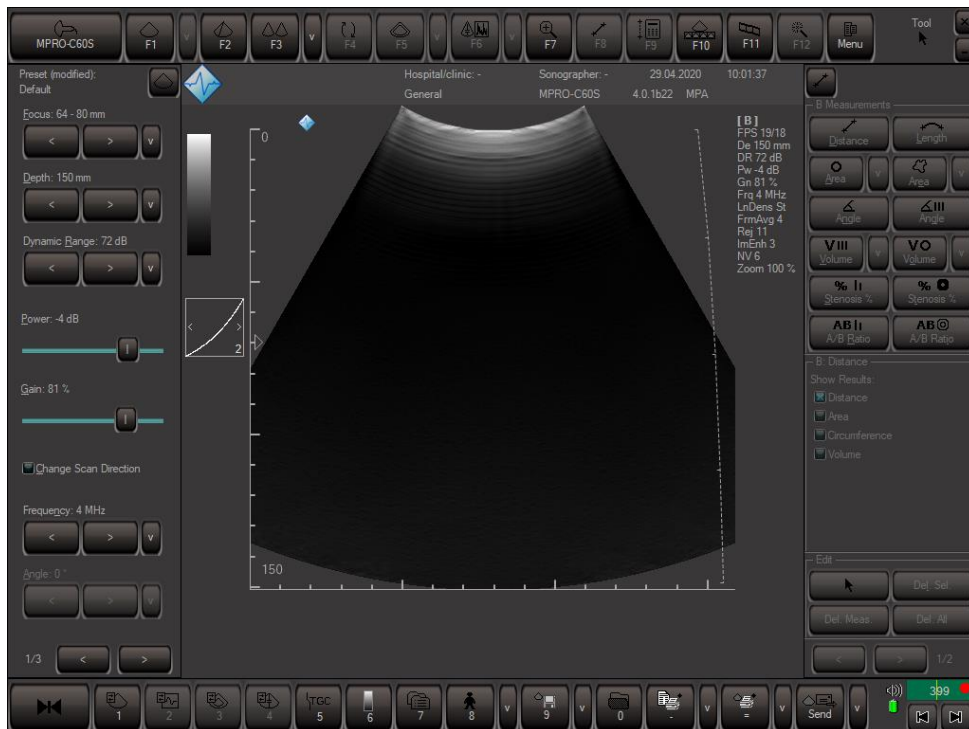 MPRO-C60S
F1
v
F2
F3
v
F4
F5
v
F6
v
F7
F8
F9
F10
F11
F12
Menu
Tool
Preset (modified):
Default
Hospital/clinic: -
Sonographer: -
29.04.2020
10:01:37
General
MPRO-C60S
4.0.1b22
MPA
Focus: 64 - 80 mm
< > v
Depth: 150 mm
< > v
Dynamic Range: 72 dB
< > v
Power: -4 dB
Gain: 81 %
Change Scan Direction
Frequency: 4 MHz
< > v
Angle: 0 °
< > v
1/3 < >
0
< >
2
150
[ B ]
FPS 19/18
De 150 mm
DR 72 dB
Pw -4 dB
Gn 81 %
Frq 4 MHz
LnDens St
FrmAvg 4
Rej 11
ImEnh 3
NV 6
Zoom 100 %
B Measurements
Distance
Length
Area
v
Area
v
Angle
Angle
Volume
v
Volume
v
% Stenosis %
% Stenosis %
AB A/B Ratio
AB A/B Ratio
B: Distance
Show Results:
Distance
Area
Circumference
Volume
Edit
Del. Sel.
Del. Meas.
Del. All
< > 1/2
1
2
3
4
TGC
5
6
7
8
v
9
v
0
-
v
=
v
Send
v
399